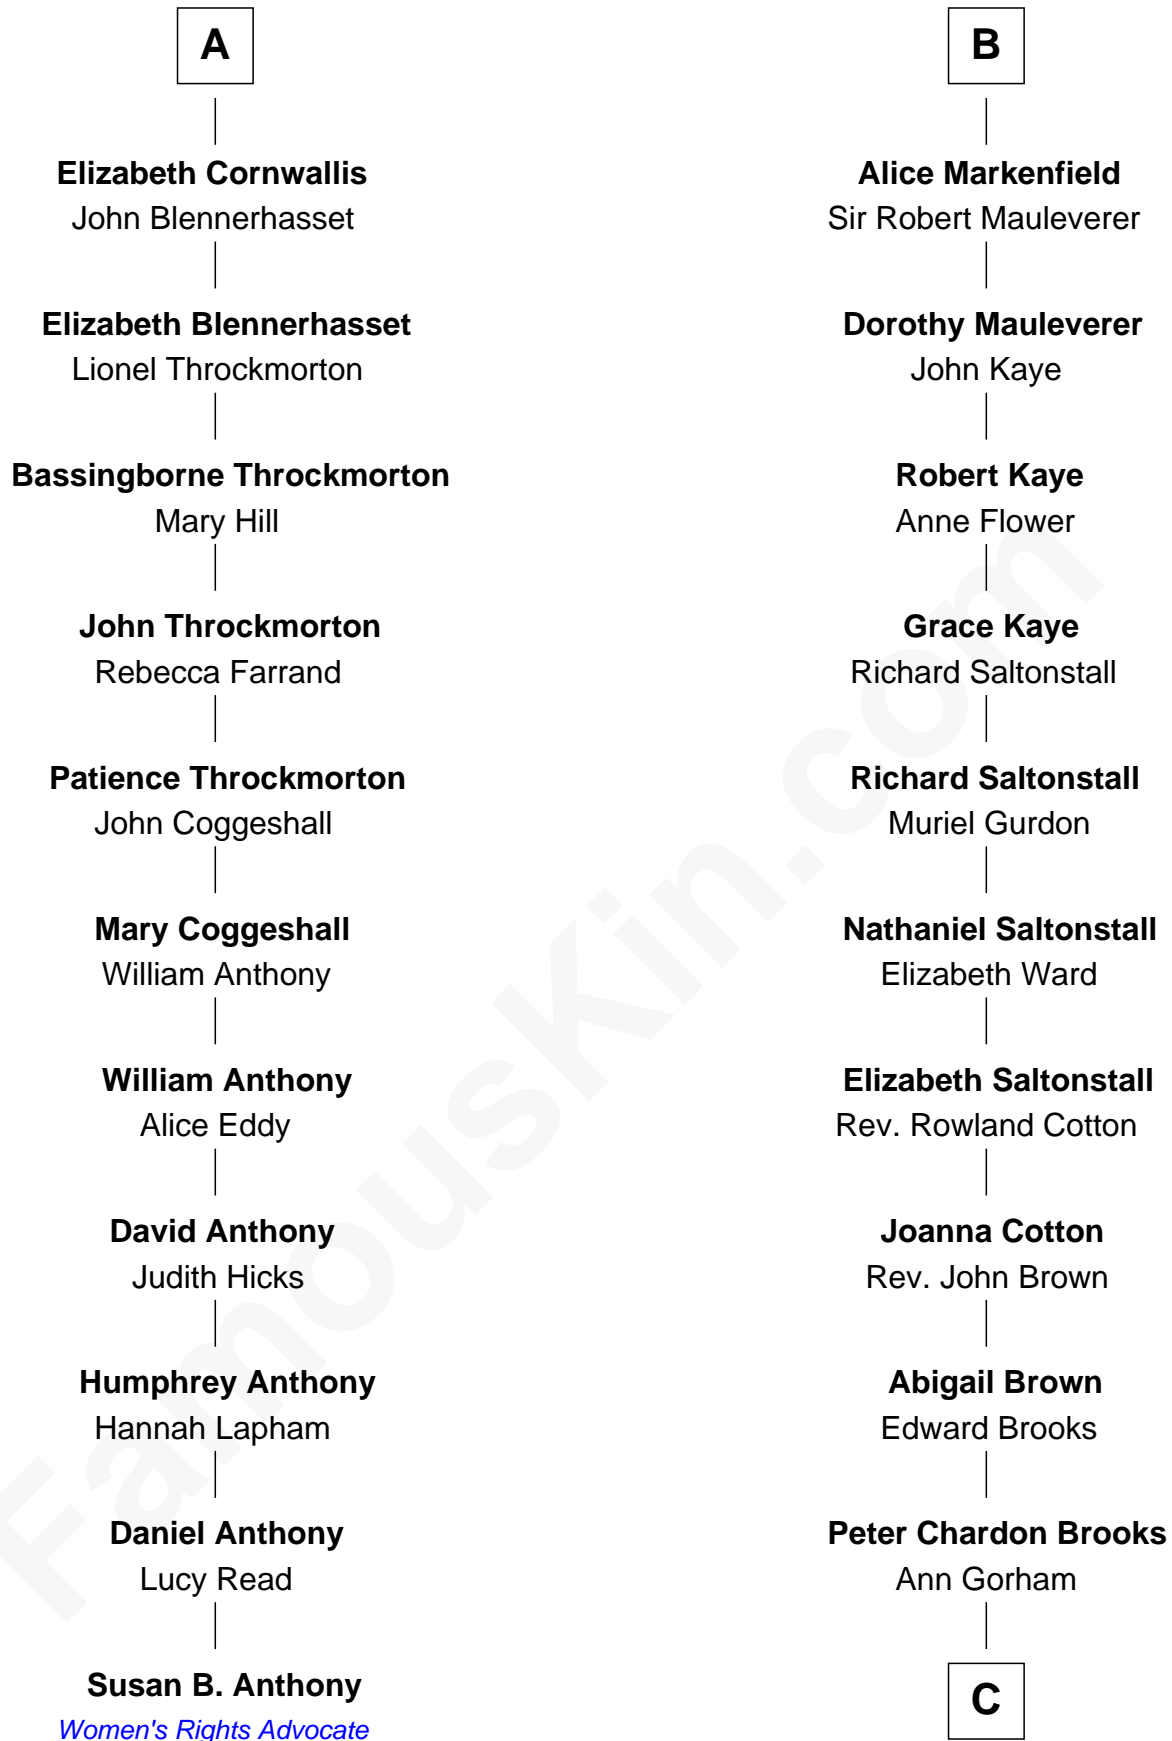 A
Elizabeth Cornwallis
John Blennerhasset
Elizabeth Blennerhasset
Lionel Throckmorton
Bassingborne Throckmorton
Mary Hill
John Throckmorton
Rebecca Farrand
Patience Throckmorton
John Coggeshall
Mary Coggeshall
William Anthony
William Anthony
Alice Eddy
David Anthony
Judith Hicks
Humphrey Anthony
Hannah Lapham
Daniel Anthony
Lucy Read
Susan B. Anthony
Women's Rights Advocate
B
Alice Markenfield
Sir Robert Mauleverer
Dorothy Mauleverer
John Kaye
Robert Kaye
Anne Flower
Grace Kaye
Richard Saltonstall
Richard Saltonstall
Muriel Gurdon
Nathaniel Saltonstall
Elizabeth Ward
Elizabeth Saltonstall
Rev. Rowland Cotton
Joanna Cotton
Rev. John Brown
Abigail Brown
Edward Brooks
Peter Chardon Brooks
Ann Gorham
C
FamousKin.com